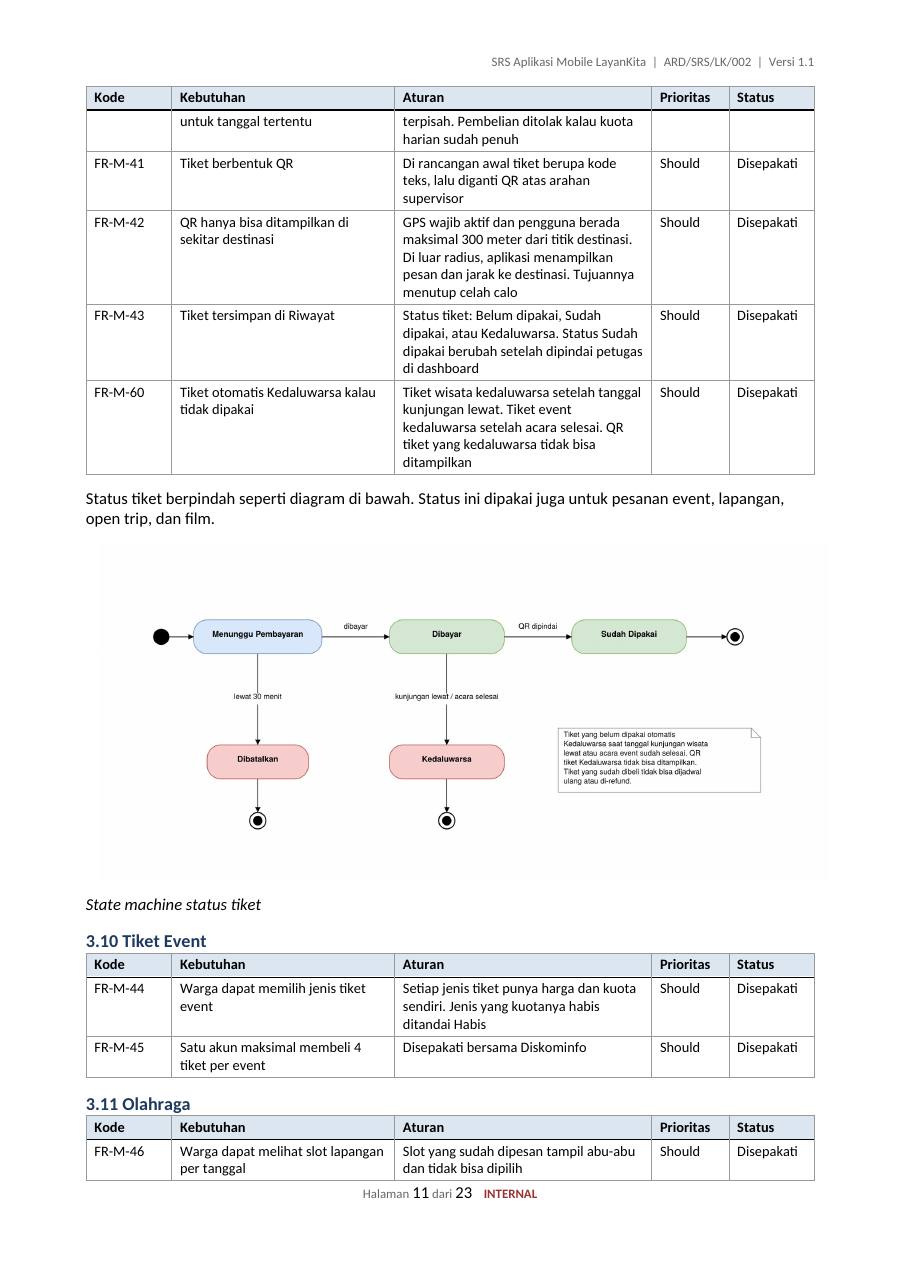 SRS Aplikasi Mobile LayanKita | ARD/SRS/LK/002 | Versi 1.1
Kode Kebutuhan Aturan Prioritas Status
untuk tanggal tertentu
terpisah. Pembelian ditolak kalau kuota
harian sudah penuh
FR-M-41
Tiket berbentuk QR
Di rancangan awal tiket berupa kode
teks, lalu diganti QR atas arahan
supervisor
Should
Disepakati
FR-M-42
QR hanya bisa ditampilkan di
sekitar destinasi
GPS wajib aktif dan pengguna berada
maksimal 300 meter dari titik destinasi.
Di luar radius, aplikasi menampilkan
pesan dan jarak ke destinasi. Tujuannya
menutup celah calo
Should
Disepakati
FR-M-43
Tiket tersimpan di Riwayat
Status tiket: Belum dipakai, Sudah
dipakai, atau Kedaluwarsa. Status Sudah
dipakai berubah setelah dipindai petugas
di dashboard
Should
Disepakati
FR-M-60
Tiket otomatis Kedaluwarsa kalau
tidak dipakai
Tiket wisata kedaluwarsa setelah tanggal
kunjungan lewat. Tiket event
kedaluwarsa setelah acara selesai. QR
tiket yang kedaluwarsa tidak bisa
ditampilkan
Should
Disepakati
Status tiket berpindah seperti diagram di bawah. Status ini dipakai juga untuk pesanan event, lapangan,
open trip, dan film.
Menunggu Pembayaran
dibayar
Dibayar
QR dipindai
Sudah Dipakai
lewat 30 menit
kunjungan lewat / acara selesai
Dibatalkan
Kedaluwarsa
Tiket yang belum dipakai otomatis
Kedaluwarsa saat tanggal kunjungan wisata
lewat atau acara event sudah selesai. QR
tiket Kedaluwarsa tidak bisa ditampilkan.
Tiket yang sudah dibeli tidak bisa dijadwal
ulang atau di-refund.
State machine status tiket
3.10 Tiket Event
Kode Kebutuhan Aturan Prioritas Status
FR-M-44
Warga dapat memilih jenis tiket
event
Setiap jenis tiket punya harga dan kuota
sendiri. Jenis yang kuotanya habis
ditandai Habis
Should
Disepakati
FR-M-45
Satu akun maksimal membeli 4
tiket per event
Disepakati bersama Diskominfo
Should
Disepakati
3.11 Olahraga
Kode Kebutuhan Aturan Prioritas Status
FR-M-46
Warga dapat melihat slot lapangan
per tanggal
Slot yang sudah dipesan tampil abu-abu
dan tidak bisa dipilih
Should
Disepakati
Halaman 11 dari 23 INTERNAL